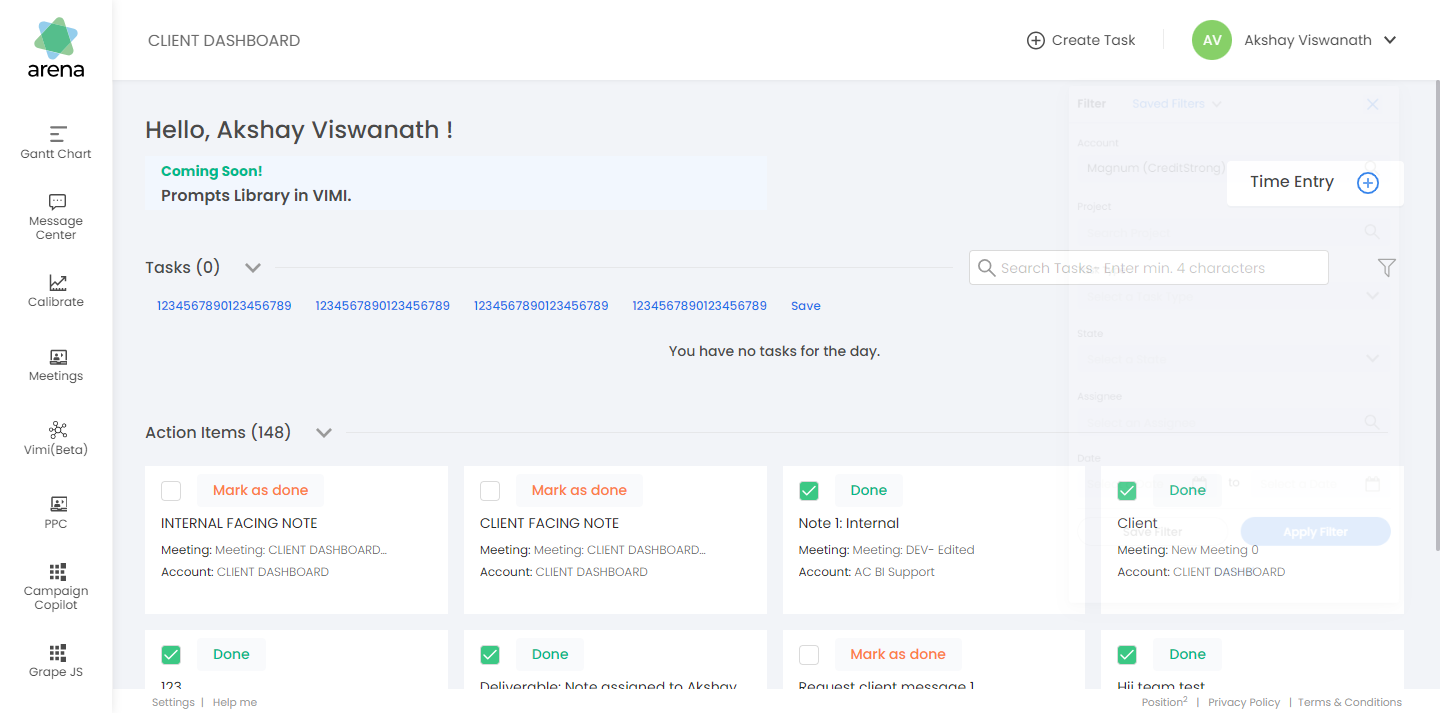 arena
CLIENT DASHBOARD
Create Task
AV
Akshay Viswanath
Gantt Chart
Message
Center
Calibrate
Meetings
Vimi(Beta)
PPC
Campaign
Copilot
Grape JS
Hello, Akshay Viswanath !
Coming Soon!
Prompts Library in VIMI.
Filter
Saved Filters
Account
Magnum (CreditStrong)
Time Entry
Project
Tasks (0)
Search Tasks- Enter min. 4 characters
1234567890123456789 1234567890123456789 1234567890123456789 1234567890123456789 Save
State
You have no tasks for the day.
Assignee
Action Items (148)
Date
to
Save Filter
Apply Filter
Mark as done
INTERNAL FACING NOTE
Meeting: Meeting: CLIENT DASHBOARD...
Account: CLIENT DASHBOARD
Mark as done
CLIENT FACING NOTE
Meeting: Meeting: CLIENT DASHBOARD...
Account: CLIENT DASHBOARD
Done
Note 1: Internal
Meeting: Meeting: DEV- Edited
Account: AC BI Support
Done
Client
Meeting: New Meeting 0
Account: CLIENT DASHBOARD
Done
123
Done
Deliverable: Note assigned to Akshay
Mark as done
Request client message 1
Done
Hii team test
Settings | Help me
Position² | Privacy Policy | Terms & Conditions